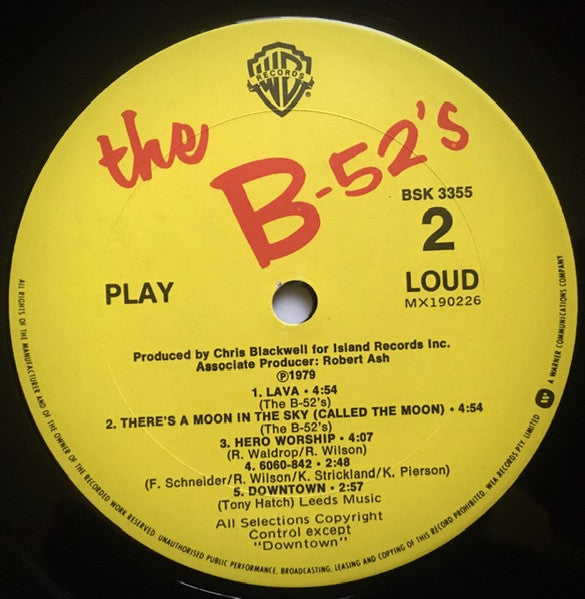 WB
RECORDS
®
the
B-52's
BSK 3355
2
PLAY
LOUD
MX190226
Produced by Chris Blackwell for Island Records Inc.
Associate Producer: Robert Ash
℗1979
1. LAVA • 4:54
(The B-52's)
2. THERE'S A MOON IN THE SKY (CALLED THE MOON) • 4:54
(The B-52's)
3. HERO WORSHIP • 4:07
(R. Waldrop/R. Wilson)
4. 6060-842 • 2:48
(F. Schneider/R. Wilson/K. Strickland/K. Pierson)
5. DOWNTOWN • 2:57
(Tony Hatch) Leeds Music
All Selections Copyright
Control except
"Downtown"
ALL RIGHTS OF THE MANUFACTURER AND OF THE OWNER OF THE RECORDED WORK RESERVED. UNAUTHORISED PUBLIC PERFORMANCE, BROADCASTING, LEASING AND COPYING OF THIS RECORD PROHIBITED. WEA RECORDS PTY. LIMITED
A WARNER COMMUNICATIONS COMPANY.